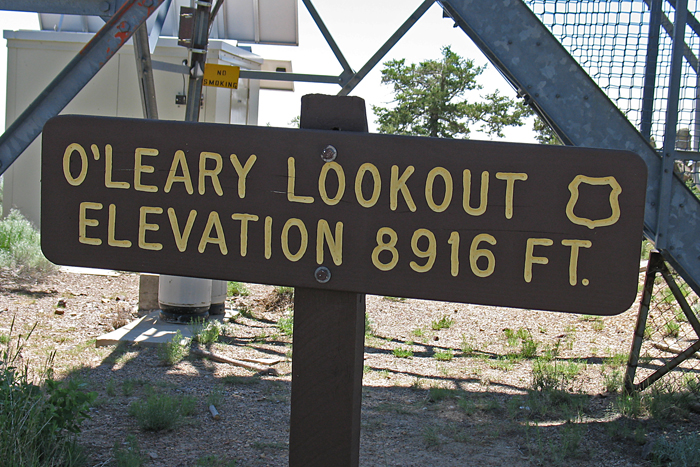 NO
SMOKING
O'LEARY LOOKOUT
ELEVATION 8916 FT.